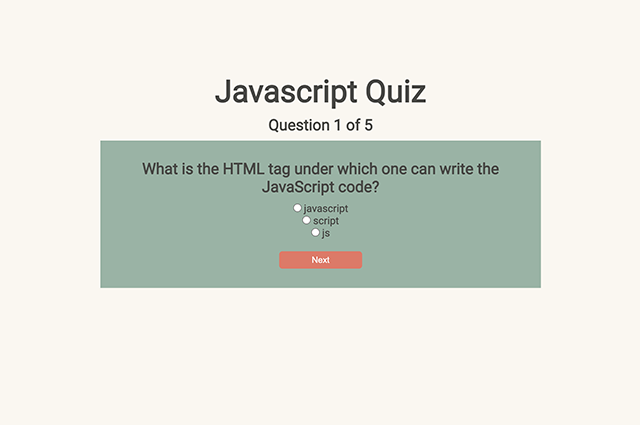 Javascript Quiz
Question 1 of 5
What is the HTML tag under which one can write the
JavaScript code?
javascript
script
js
Next